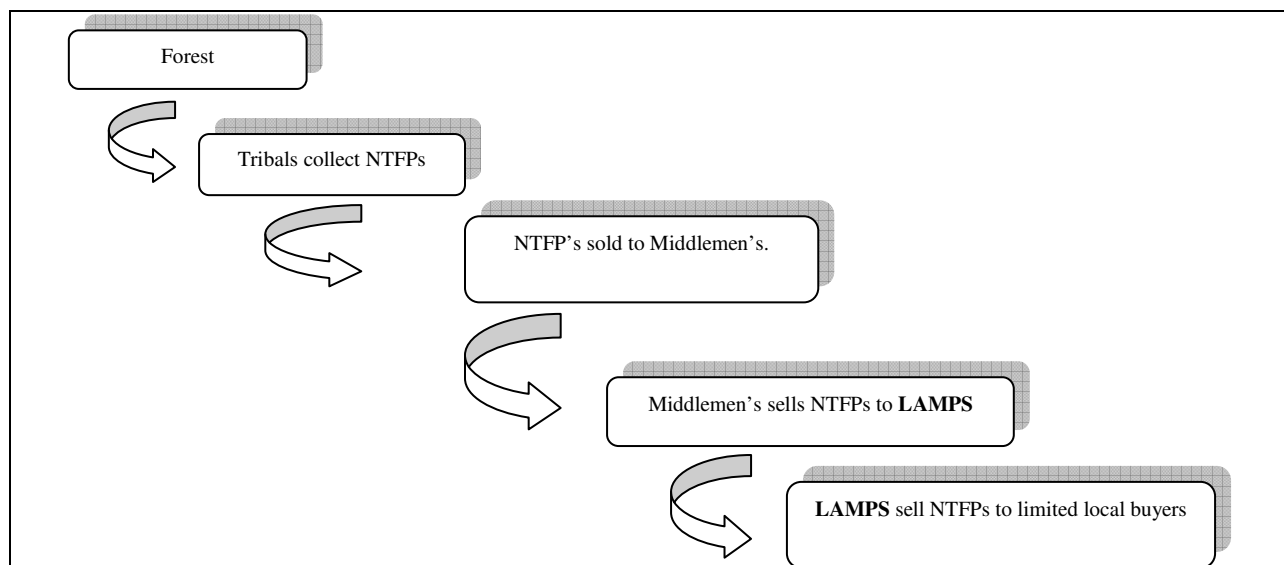 Forest
Tribals collect NTFPs
NTFP's sold to Middlemen's.
Middlemen's sells NTFPs to LAMPS
LAMPS sell NTFPs to limited local buyers